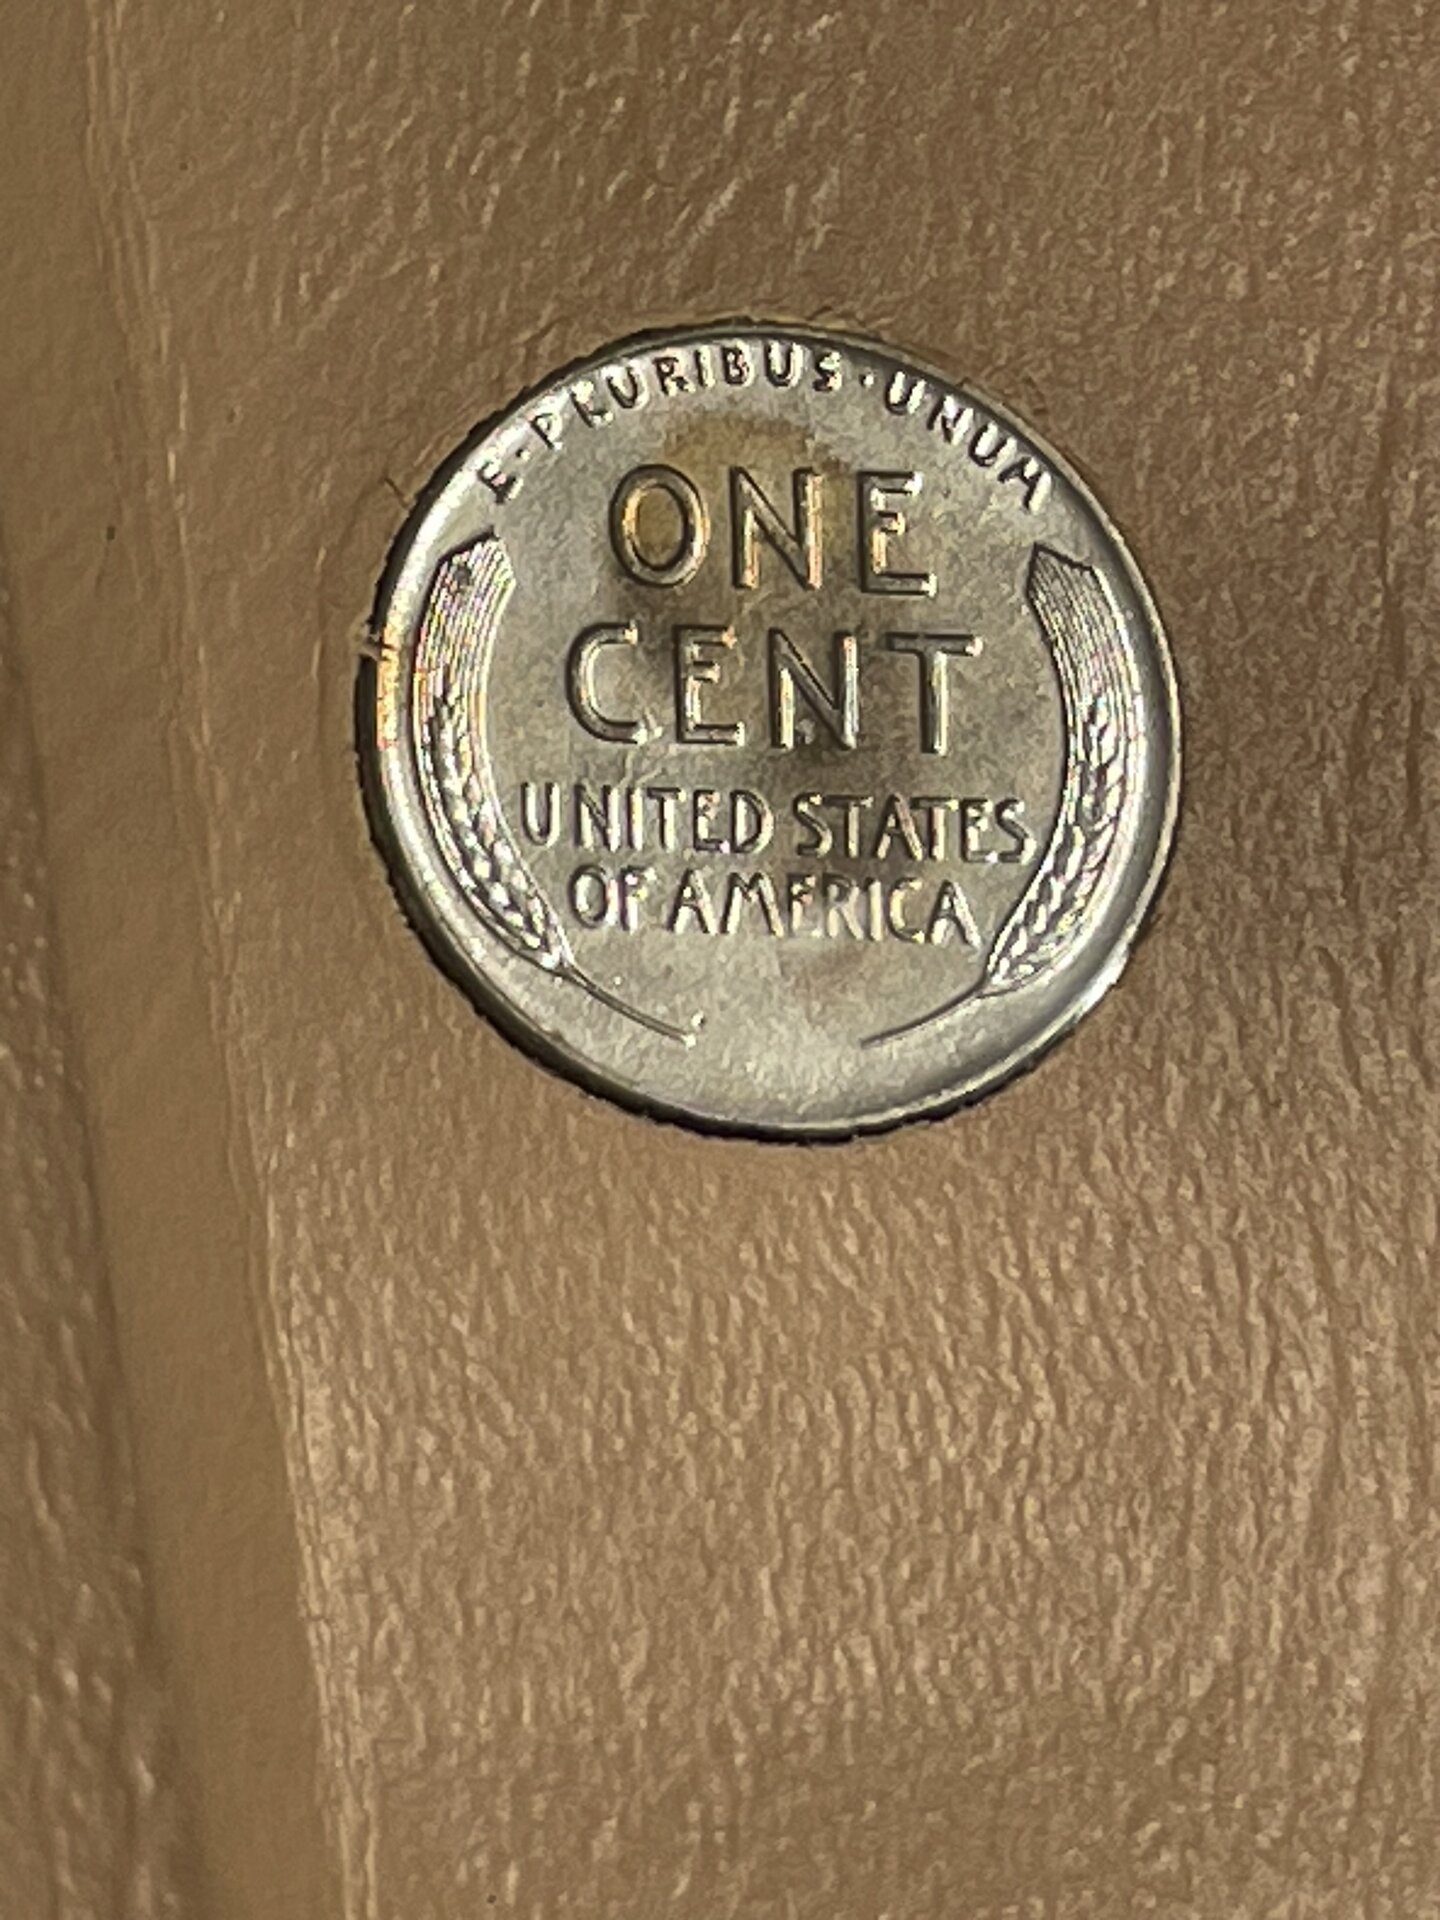 E·PLURIBUS·UNUM
ONE
CENT
UNITED STATES
OF AMERICA